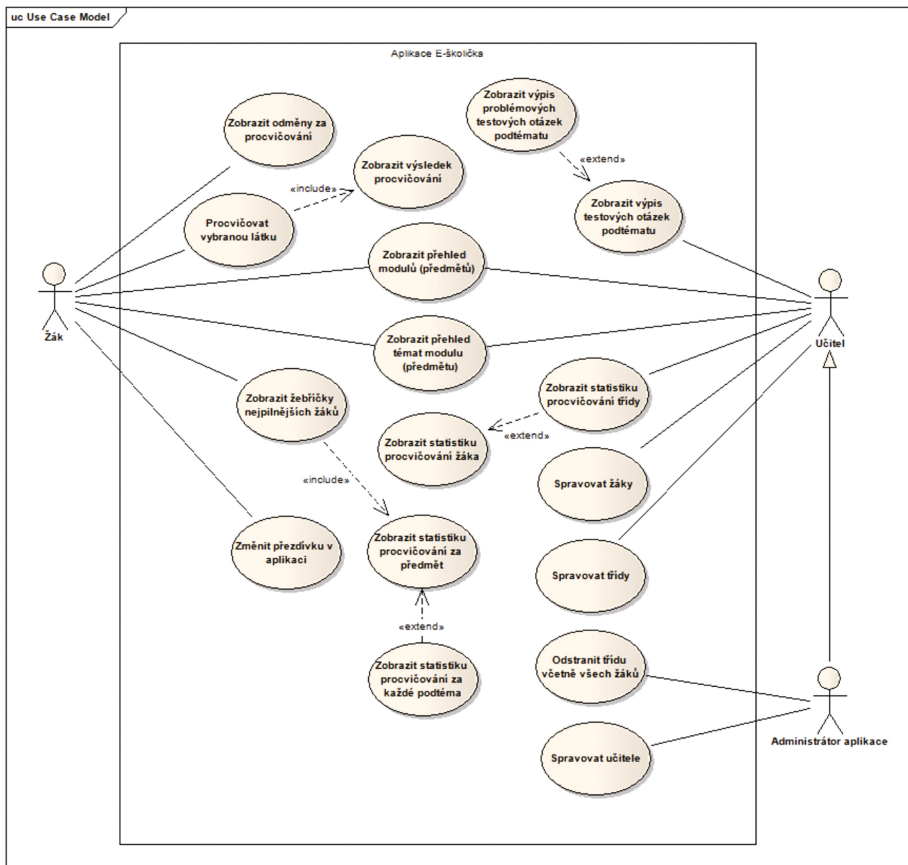 uc Use Case Model
Aplikace E-školička
Zobrazit výpis
problémových
testových otázek
podtématu
Zobrazit odměny za
procvičování
«extend»
Zobrazit výsledek
procvičování
«include»
Zobrazit výpis
testových otázek
podtématu
Procvičovat
vybranou látku
Zobrazit přehled
modulů (předmětů)
Žák
Učitel
Zobrazit přehled
témat modulu
(předmětu)
Zobrazit statistiku
procvičování třídy
Zobrazit žebříčky
nejpilnějších žáků
«extend»
Zobrazit statistiku
procvičování žáka
«include»
Spravovat žáky
Zobrazit statistiku
procvičování za
předmět
Změnit přezdívku v
aplikaci
Spravovat třídy
«extend»
Zobrazit statistiku
procvičování za
každé podtéma
Odstranit třídu
včetně všech žáků
Administrátor aplikace
Spravovat učitele